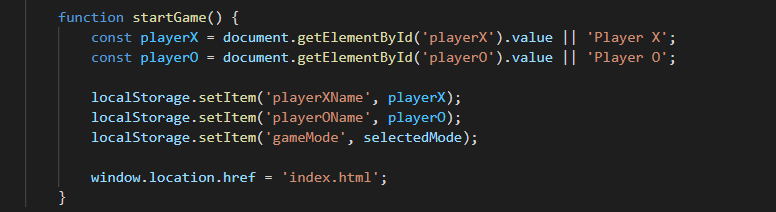 function startGame() {
const playerX = document.getElementById('playerX').value || 'Player X';
const playerO = document.getElementById('playerO').value || 'Player O';
localStorage.setItem('playerXName', playerX);
localStorage.setItem('playerOName', playerO);
localStorage.setItem('gameMode', selectedMode);
window.location.href = 'index.html';
}